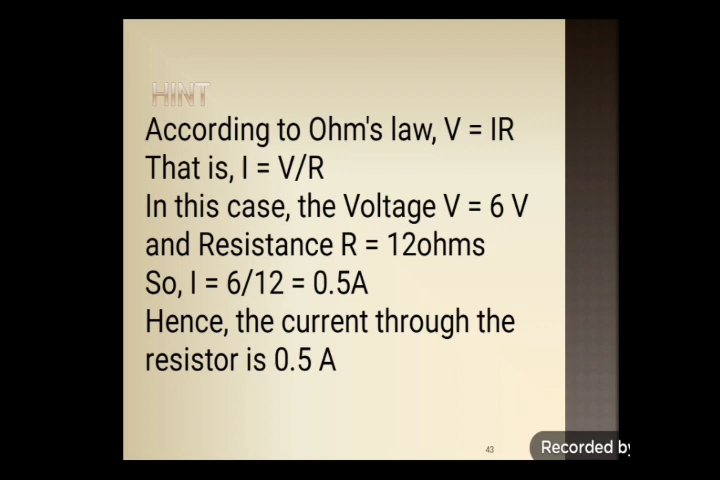 HINT
According to Ohm's law, V = IR
That is, I = V/R
In this case, the Voltage V = 6 V
and Resistance R = 12ohms
So, I = 6/12 = 0.5A
Hence, the current through the
resistor is 0.5 A
43
Recorded by